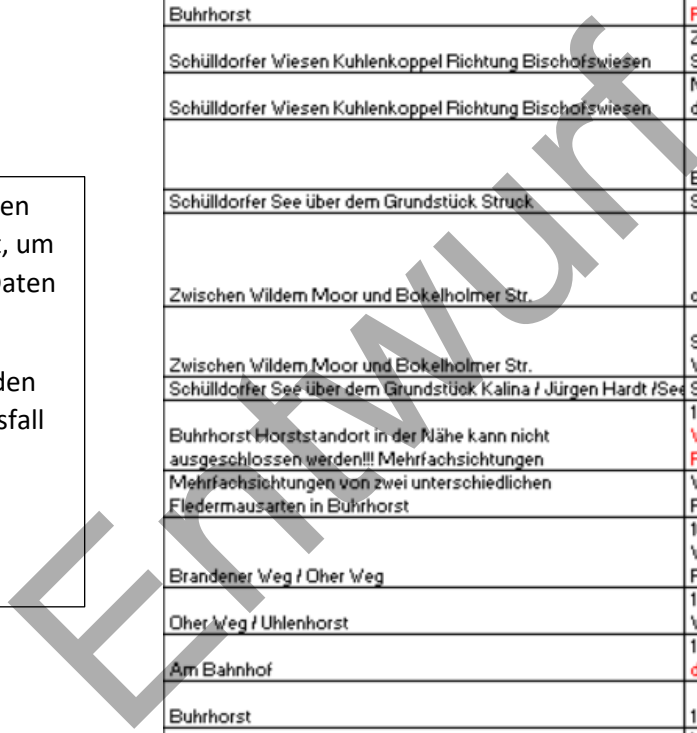 en
, um
aten
den
sfall
Buhrhorst
Schülldorfer Wiesen Kuhlenkoppel Richtung Bischofswiesen
Schülldorfer Wiesen Kuhlenkoppel Richtung Bischofswiesen
Schülldorfer See über dem Grundstück Struck
Zwischen Wildem Moor und Bokelholmer Str.
Zwischen Wildem Moor und Bokelholmer Str.
Schülldorfer See über dem Grundstück Kalina / Jürgen Hardt /See
Buhrhorst Horststandort in der Nähe kann nicht
ausgeschlossen werden!!! Mehrfachsichtungen
Mehrfachsichtungen von zwei unterschiedlichen
Fledermausarten in Buhrhorst
Brandener Weg / Oher Weg
Oher Weg / Uhlenhorst
Am Bahnhof
Buhrhorst
Entwurf